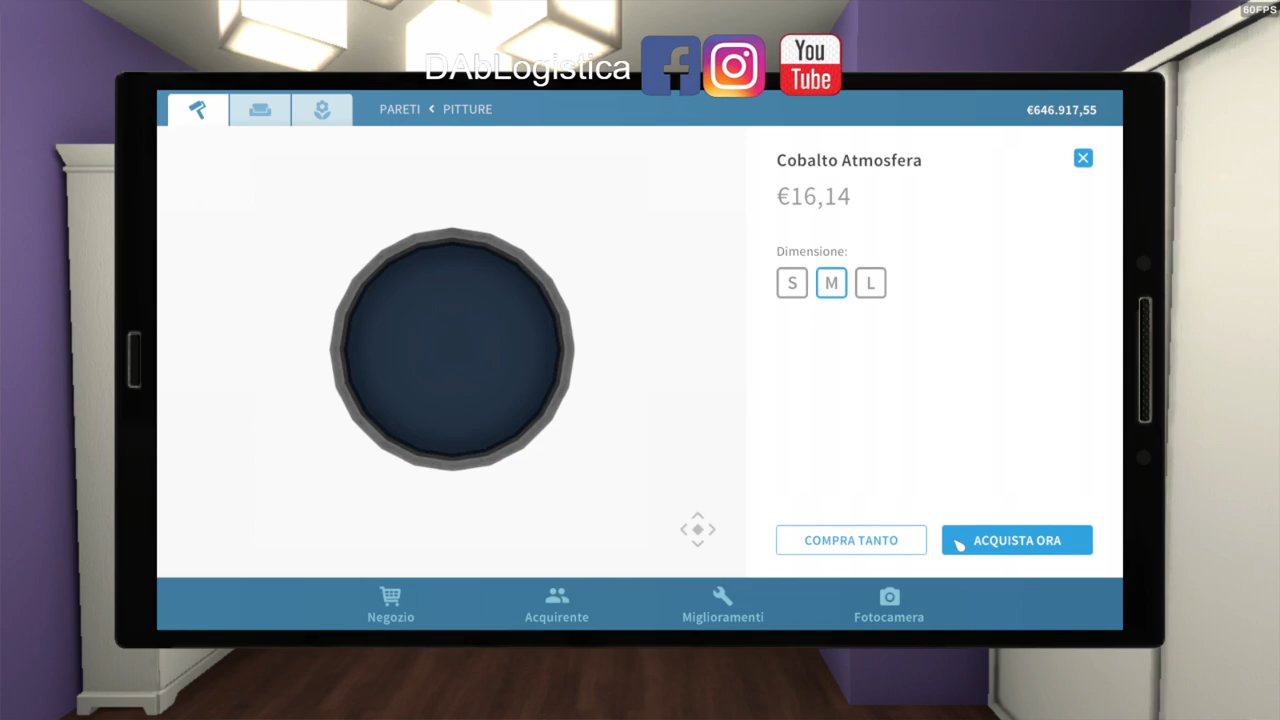 60FPS
DAbLogistica
You
Tube
PARETI < PITTURE
€646.917,55
Cobalto Atmosfera
€16,14
Dimensione:
S M L
COMPRA TANTO ACQUISTA ORA
Negozio Acquirente Miglioramenti Fotocamera